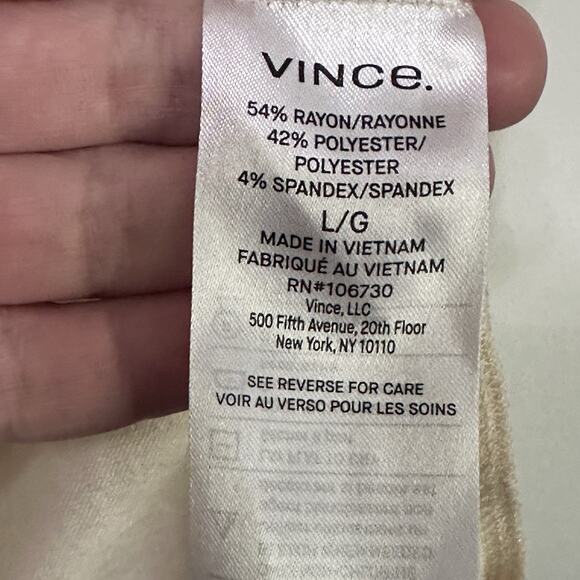 VINCE.
54% RAYON/RAYONNE
42% POLYESTER/
POLYESTER
4% SPANDEX/SPANDEX
L/G
MADE IN VIETNAM
FABRIQUÉ AU VIETNAM
RN#106730
Vince, LLC
500 Fifth Avenue, 20th Floor
New York, NY 10110
SEE REVERSE FOR CARE
VOIR AU VERSO POUR LES SOINS